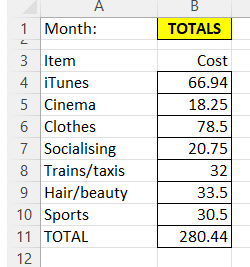 A B
1 Month: TOTALS
2
3 Item Cost
4 iTunes 66.94
5 Cinema 18.25
6 Clothes 78.5
7 Socialising 20.75
8 Trains/taxis 32
9 Hair/beauty 33.5
10 Sports 30.5
11 TOTAL 280.44
12